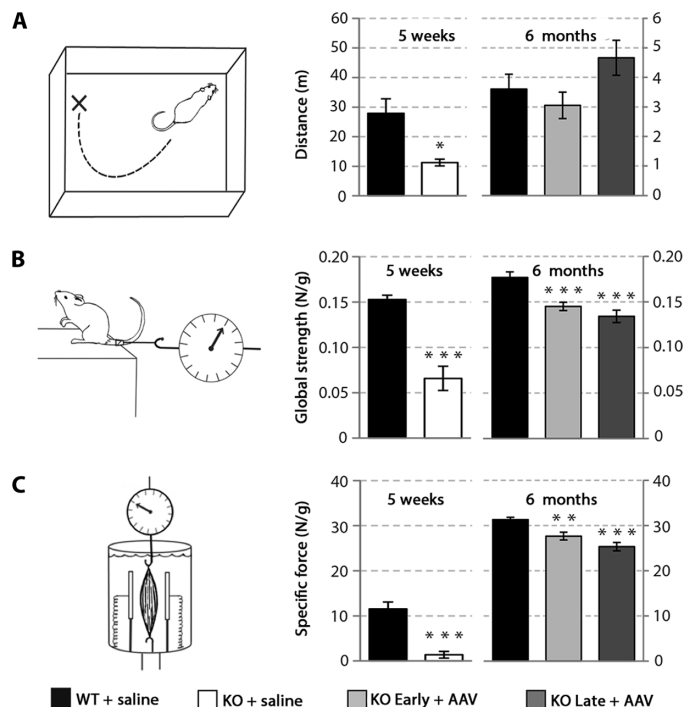 A
5 weeks
6 months
Distance (m)
60
50
40
30
20
10
0
*
6
5
4
3
2
1
0
B
5 weeks
6 months
Global strength (N/g)
0.20
0.15
0.10
0.05
0
* * *
* * *
* * *
0.20
0.15
0.10
0.05
0
C
5 weeks
6 months
Specific force (N/g)
40
30
20
10
0
* * *
* *
* * *
40
30
20
10
0
WT + saline KO + saline KO Early + AAV KO Late + AAV